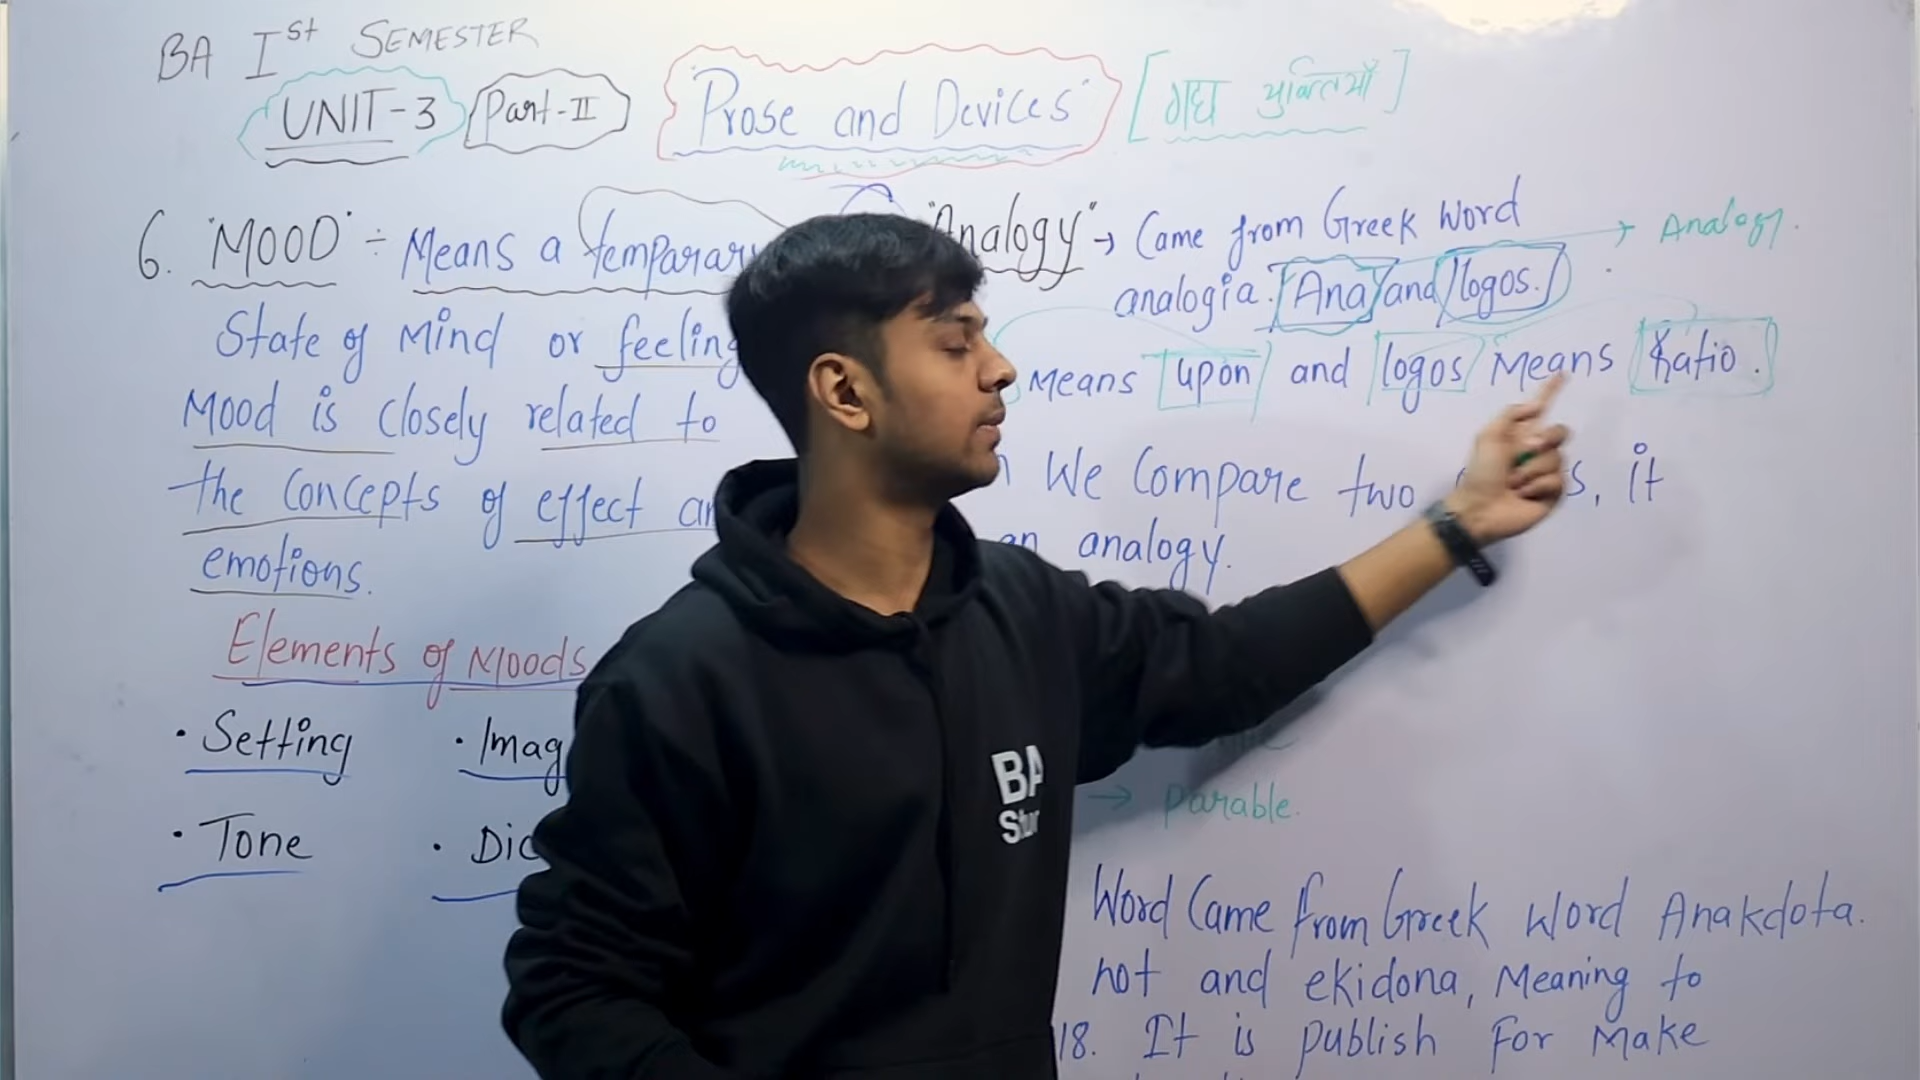 BA Ist SEMESTER
UNIT-3 Part-II "Prose and Devices" [गद्य युक्तियाँ]
6. "MOOD" ÷ Means a temparary
State of Mind or feeling
Mood is closely related to
the concepts of effect an
emotions.
Elements of Moods
• Setting • Imag
• Tone • Dic
"Analogy" → Came from Greek Word
analogia. Ana and logos. → Analogy.
Means upon and logos Means Ratio.
We Compare two it
an analogy.
→ Parable.
Word Came from Greek Word Anakdota.
not and ekidona, Meaning to
18. It is publish for Make
BA